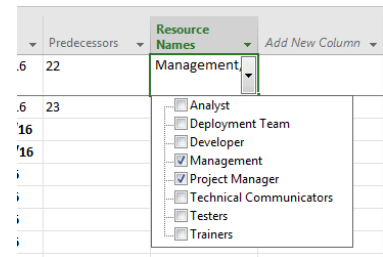 Predecessors
Resource Names
Add New Column
.6 22
Management,
.6 23
/16
/16
Analyst
Deployment Team
Developer
Management
Project Manager
Technical Communicators
Testers
Trainers